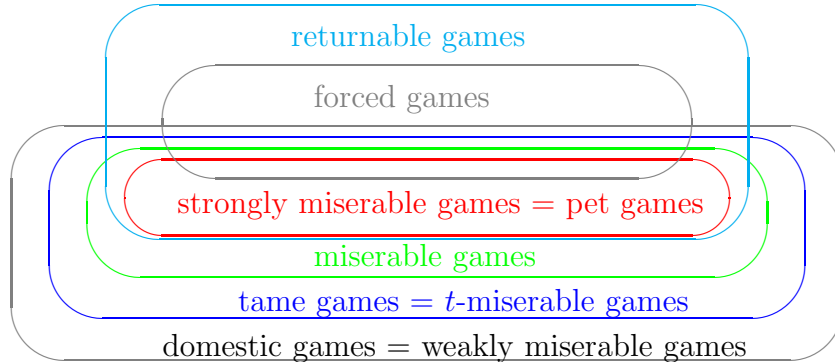 returnable games
forced games
strongly miserable games = pet games
miserable games
tame games = t-miserable games
domestic games = weakly miserable games